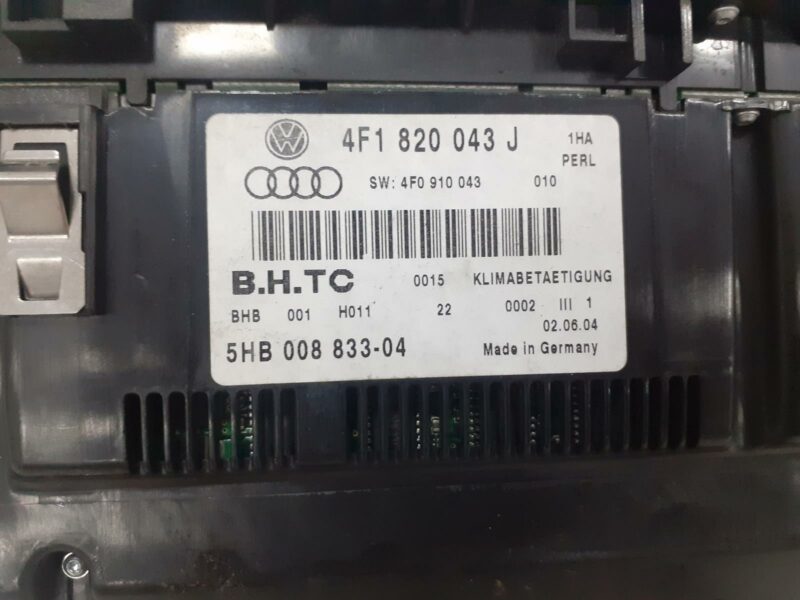 4F1 820 043 J 1HA
PERL
SW: 4F0 910 043 010
B.H.TC 0015 KLIMABETAETIGUNG
BHB 001 H011 22 0002 III 1
02.06.04
5HB 008 833-04 Made in Germany